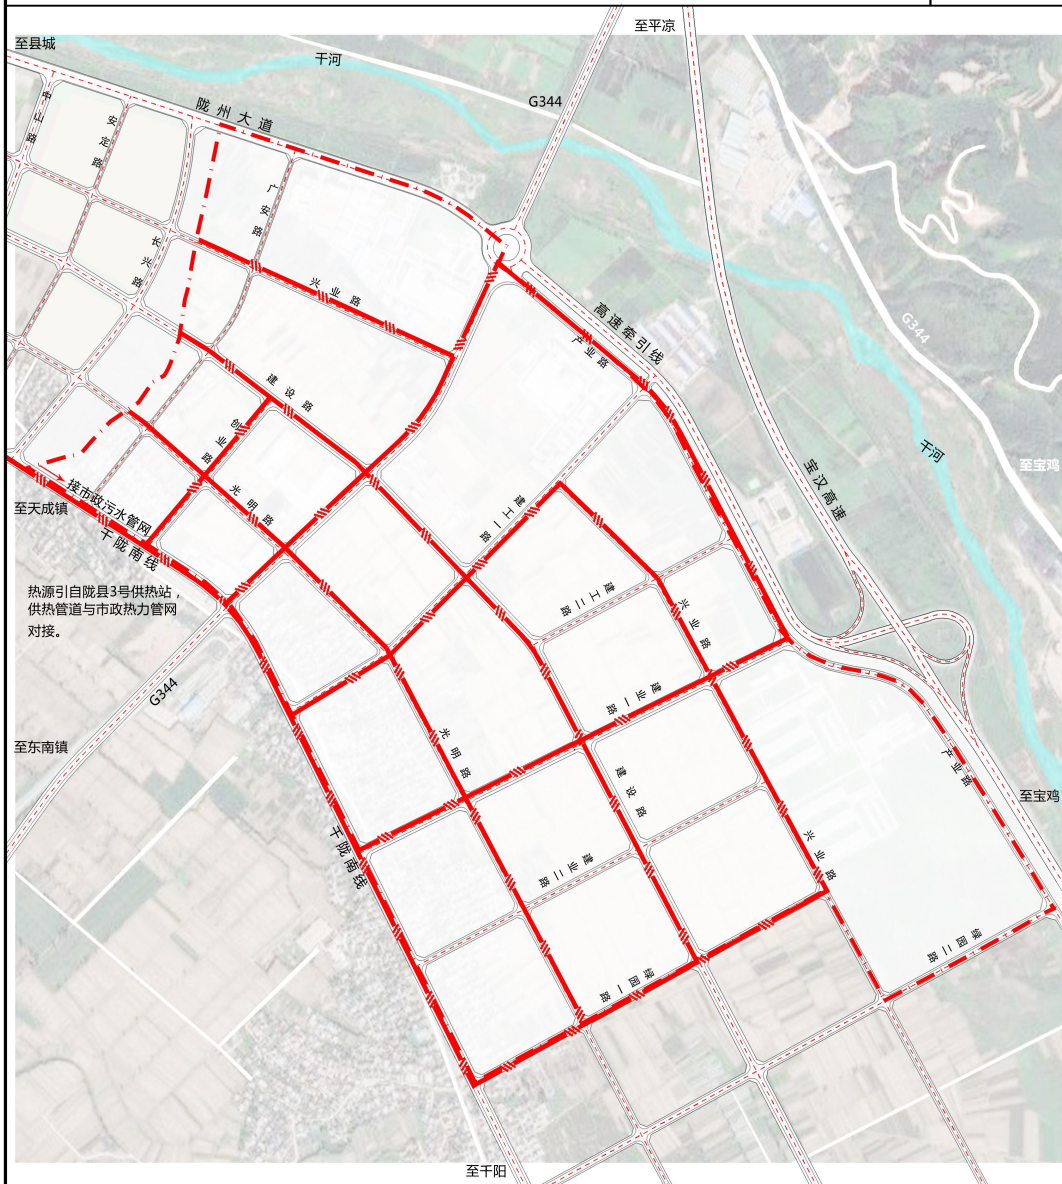 至平凉
至县城
千河
G344
陇州大道
中山路
安定路
广安路
长兴路
兴业路
高速牵引线
产业路
G344
建设路
创业路
千河
至宝鸡
宝汉高速
接市政污水管网
光明路
建工一路
至天成镇
千陇南线
热源引自陇县3号供热站，
供热管道与市政热力管网
对接。
建工二路
兴业路
G344
建业一路
至东南镇
光明路
产业路
建设路
至宝鸡
千陇南线
兴业路
建业二路
绿园二路
绿园一路
至千阳